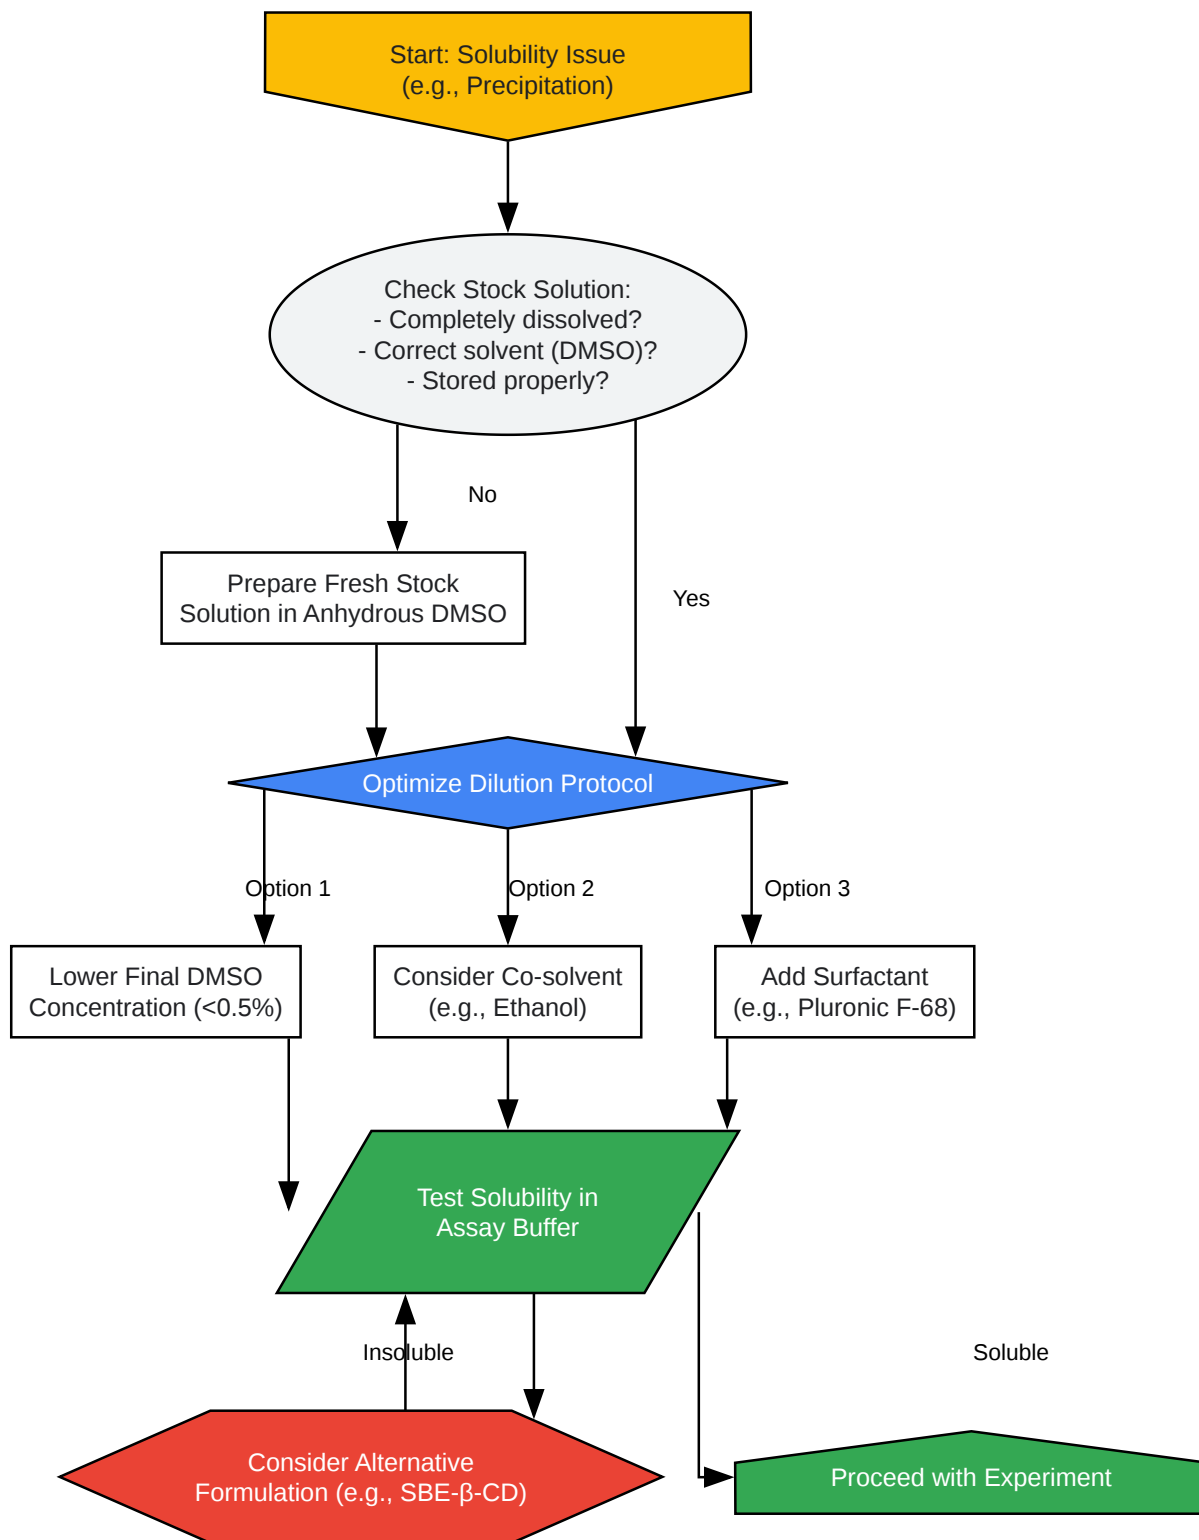 Start: Solubility Issue
(e.g., Precipitation)
Check Stock Solution:
- Completely dissolved?
- Correct solvent (DMSO)?
- Stored properly?
No
Prepare Fresh Stock
Solution in Anhydrous DMSO
Yes
Optimize Dilution Protocol
Option 1
Option 2
Option 3
Lower Final DMSO
Concentration (<0.5%)
Consider Co-solvent
(e.g., Ethanol)
Add Surfactant
(e.g., Pluronic F-68)
Test Solubility in
Assay Buffer
Insoluble
Soluble
Consider Alternative
Formulation (e.g., SBE-β-CD)
Proceed with Experiment